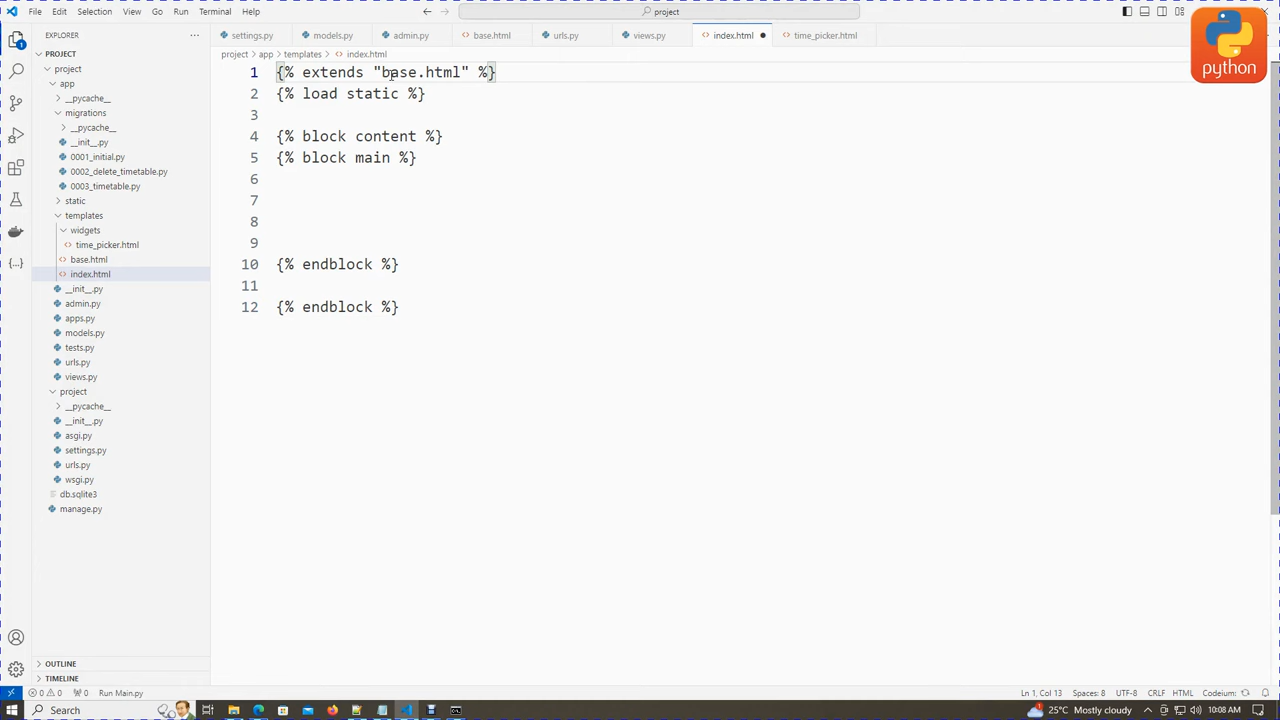 File Edit Selection View Go Run Terminal Help
project
EXPLORER
settings.py models.py admin.py base.html urls.py views.py index.html time_picker.html
python
PROJECT
project > app > templates > index.html
project
app
__pycache__
migrations
__pycache__
__init__.py
0001_initial.py
0002_delete_timetable.py
0003_timetable.py
static
templates
widgets
time_picker.html
base.html
index.html
__init__.py
admin.py
apps.py
models.py
tests.py
urls.py
views.py
project
__pycache__
__init__.py
asgi.py
settings.py
urls.py
wsgi.py
db.sqlite3
manage.py
OUTLINE
TIMELINE
1 {% extends "base.html" %}
2 {% load static %}
3
4 {% block content %}
5 {% block main %}
6
7
8
9
10 {% endblock %}
11
12 {% endblock %}
0 0 0 Run Main.py Ln 1, Col 13 Spaces: 8 UTF-8 CRLF HTML Codeium:
Search 25°C Mostly cloudy 10:08 AM